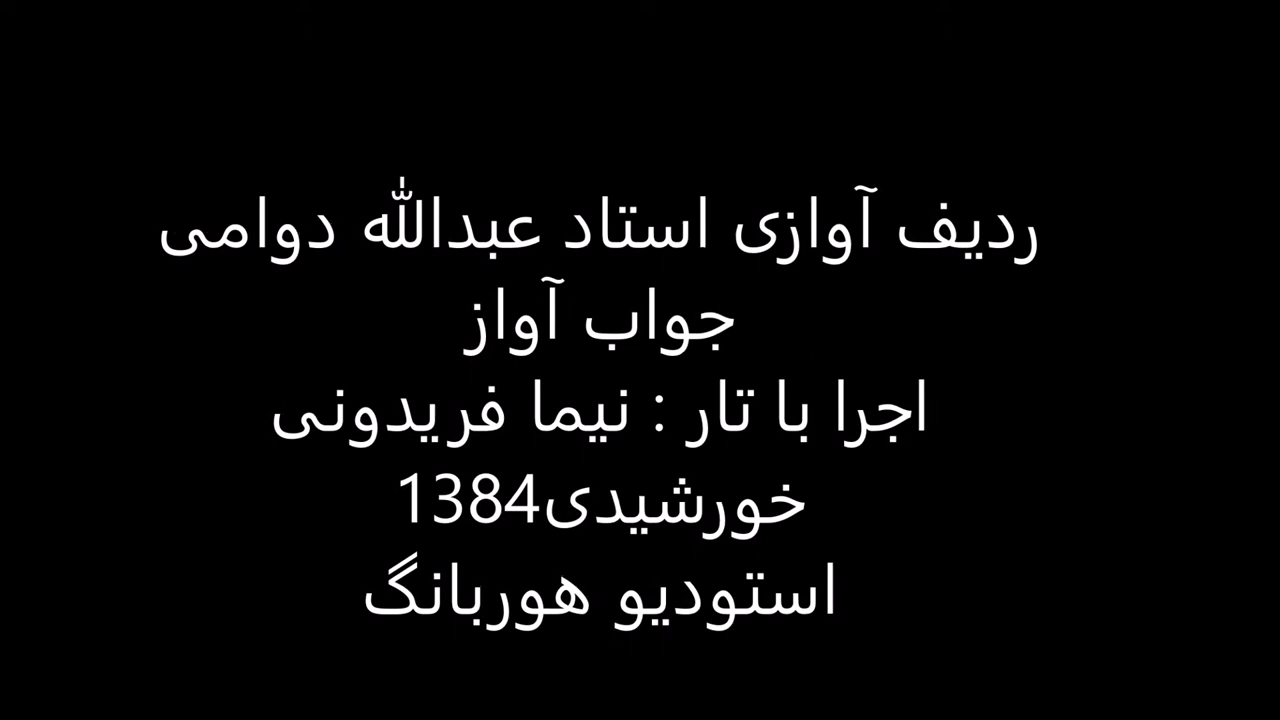 ردیف آوازی استاد عبدالله دوامی
جواب آواز
اجرا با تار : نیما فریدونی
خورشیدی1384
استودیو هوربانگ